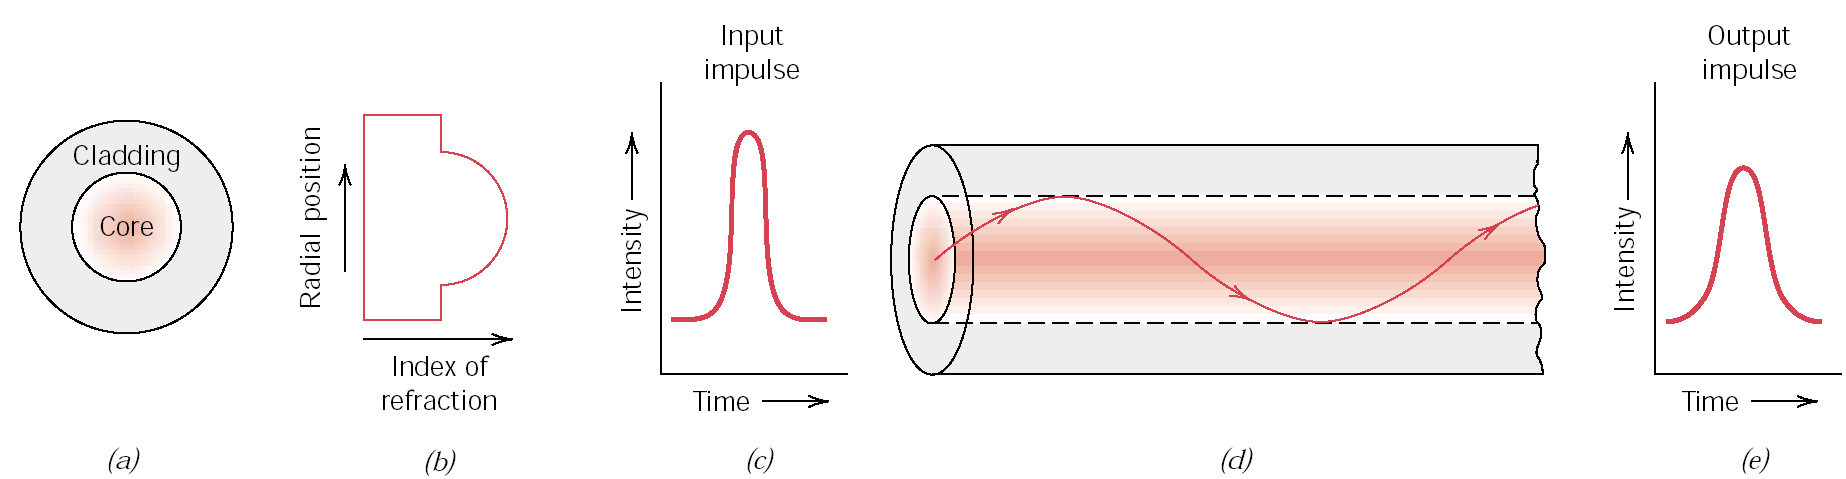 Cladding
Core
(a)
Radial position
Index of
refraction
(b)
Input
impulse
Intensity
Time
(c)
(d)
Output
impulse
Intensity
Time
(e)